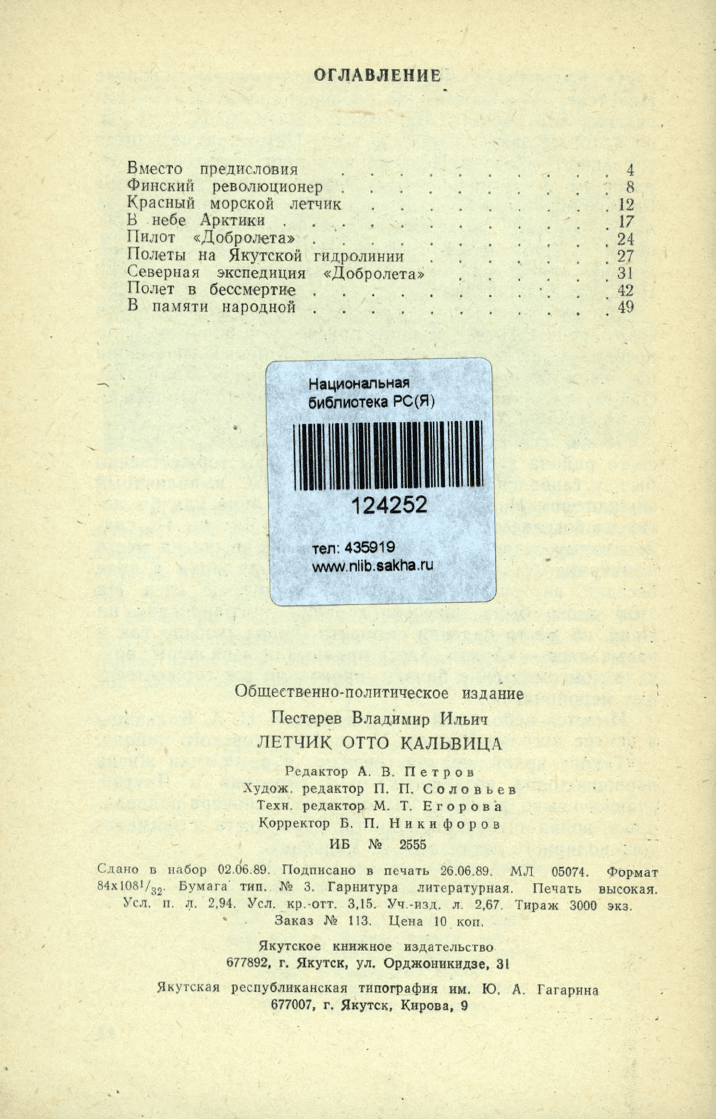 ОГЛАВЛЕНИЕ
Вместо предисловия . . . . . . . . . . 4
Финский революционер . . . . . . . . . . 8
Красный морской летчик . . . . . . . . . 12
В небе Арктики . . . . . . . . . . . . 17
Пилот «Добролета» . . . . . . . . . . . 24
Полеты на Якутской гидролинии . . . . . . . 27
Северная экспедиция «Добролета» . . . . . . 31
Полет в бессмертие . . . . . . . . . . . 42
В памяти народной . . . . . . . . . . . 49
Национальная
библиотека РС(Я)
124252
тел: 435919
www.nlib.sakha.ru
Общественно-политическое издание
Пестерев Владимир Ильич
ЛЕТЧИК ОТТО КАЛЬВИЦА
Редактор А. В. Петров
Худож. редактор П. П. Соловьев
Техн. редактор М. Т. Егорова
Корректор Б. П. Никифоров
ИБ № 2555
Сдано в набор 02.06.89. Подписано в печать 26.06.89. МЛ 05074. Формат
84х108¹/₃₂. Бумага тип. № 3. Гарнитура литературная. Печать высокая.
Усл. п. л. 2,94. Усл. кр.-отт. 3,15. Уч.-изд. л. 2,67. Тираж 3000 экз.
Заказ № 113. Цена 10 коп.
Якутское книжное издательство
677892, г. Якутск, ул. Орджоникидзе, 31
Якутская республиканская типография им. Ю. А. Гагарина
677007, г. Якутск, Кирова, 9